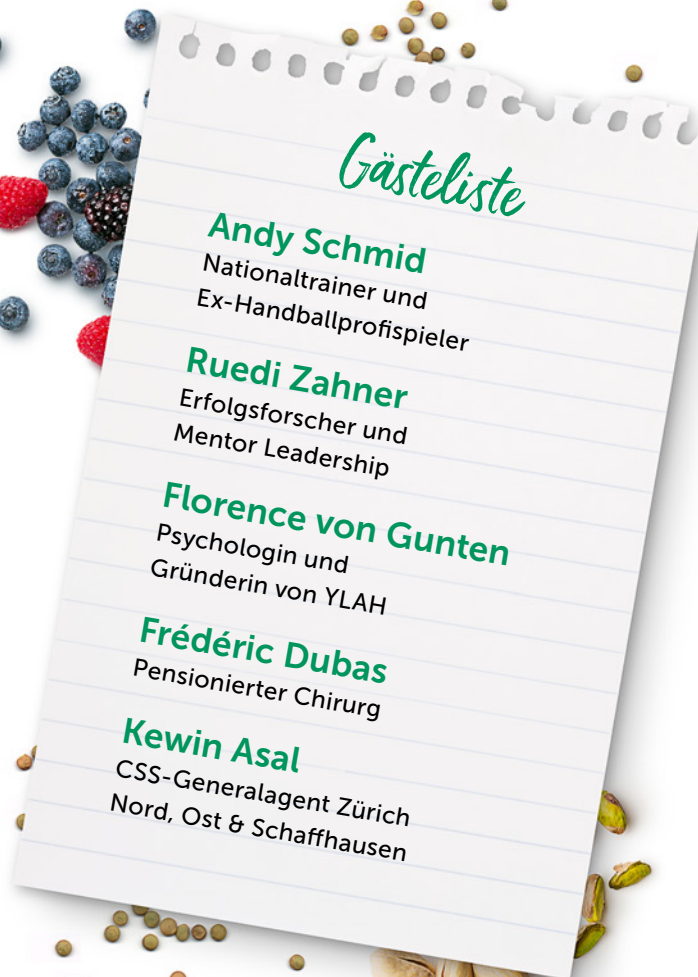 Gästeliste
Andy Schmid
Nationaltrainer und
Ex-Handballprofispieler
Ruedi Zahner
Erfolgsforscher und
Mentor Leadership
Florence von Gunten
Psychologin und
Gründerin von YLAH
Frédéric Dubas
Pensionierter Chirurg
Kewin Asal
CSS-Generalagent Zürich
Nord, Ost & Schaffhausen